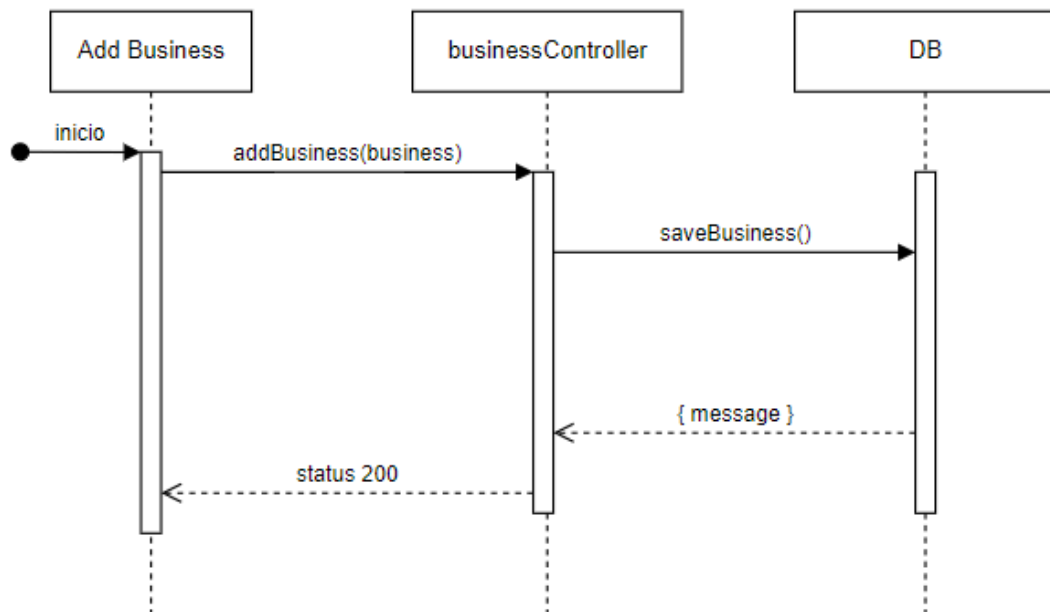 Add Business
businessController
DB
inicio
addBusiness(business)
saveBusiness()
{ message }
status 200